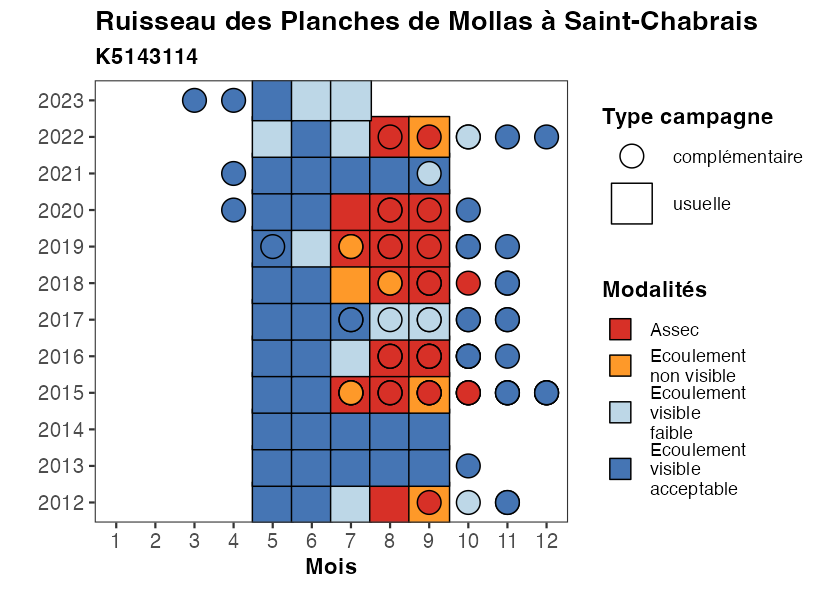 Ruisseau des Planches de Mollas à Saint-Chabrais
K5143114
2023
2022
2021
2020
2019
2018
2017
2016
2015
2014
2013
2012
1 2 3 4 5 6 7 8 9 10 11 12
Mois
Type campagne
complémentaire
usuelle
Modalités
Assec
Ecoulement
non visible
Ecoulement
visible
faible
Ecoulement
visible
acceptable